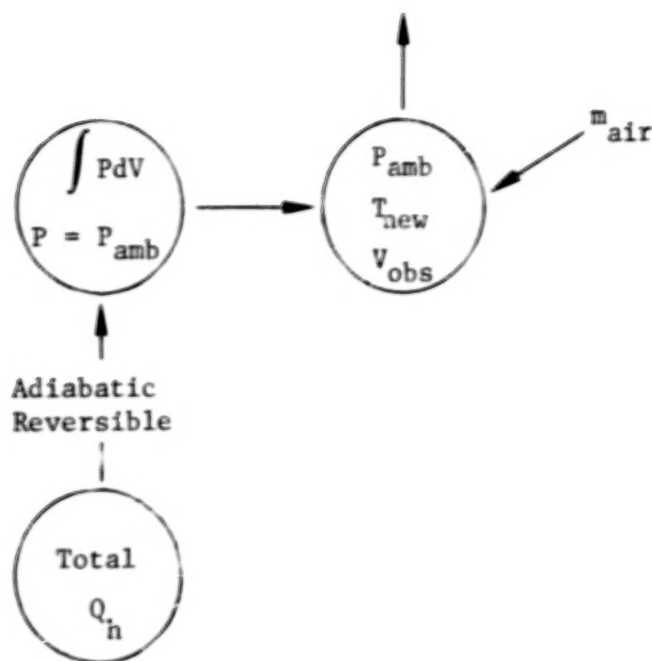 ∫ PdV
P = P_amb
P_amb
T_new
V_obs
m_air
Adiabatic
Reversible
Total
Q_n